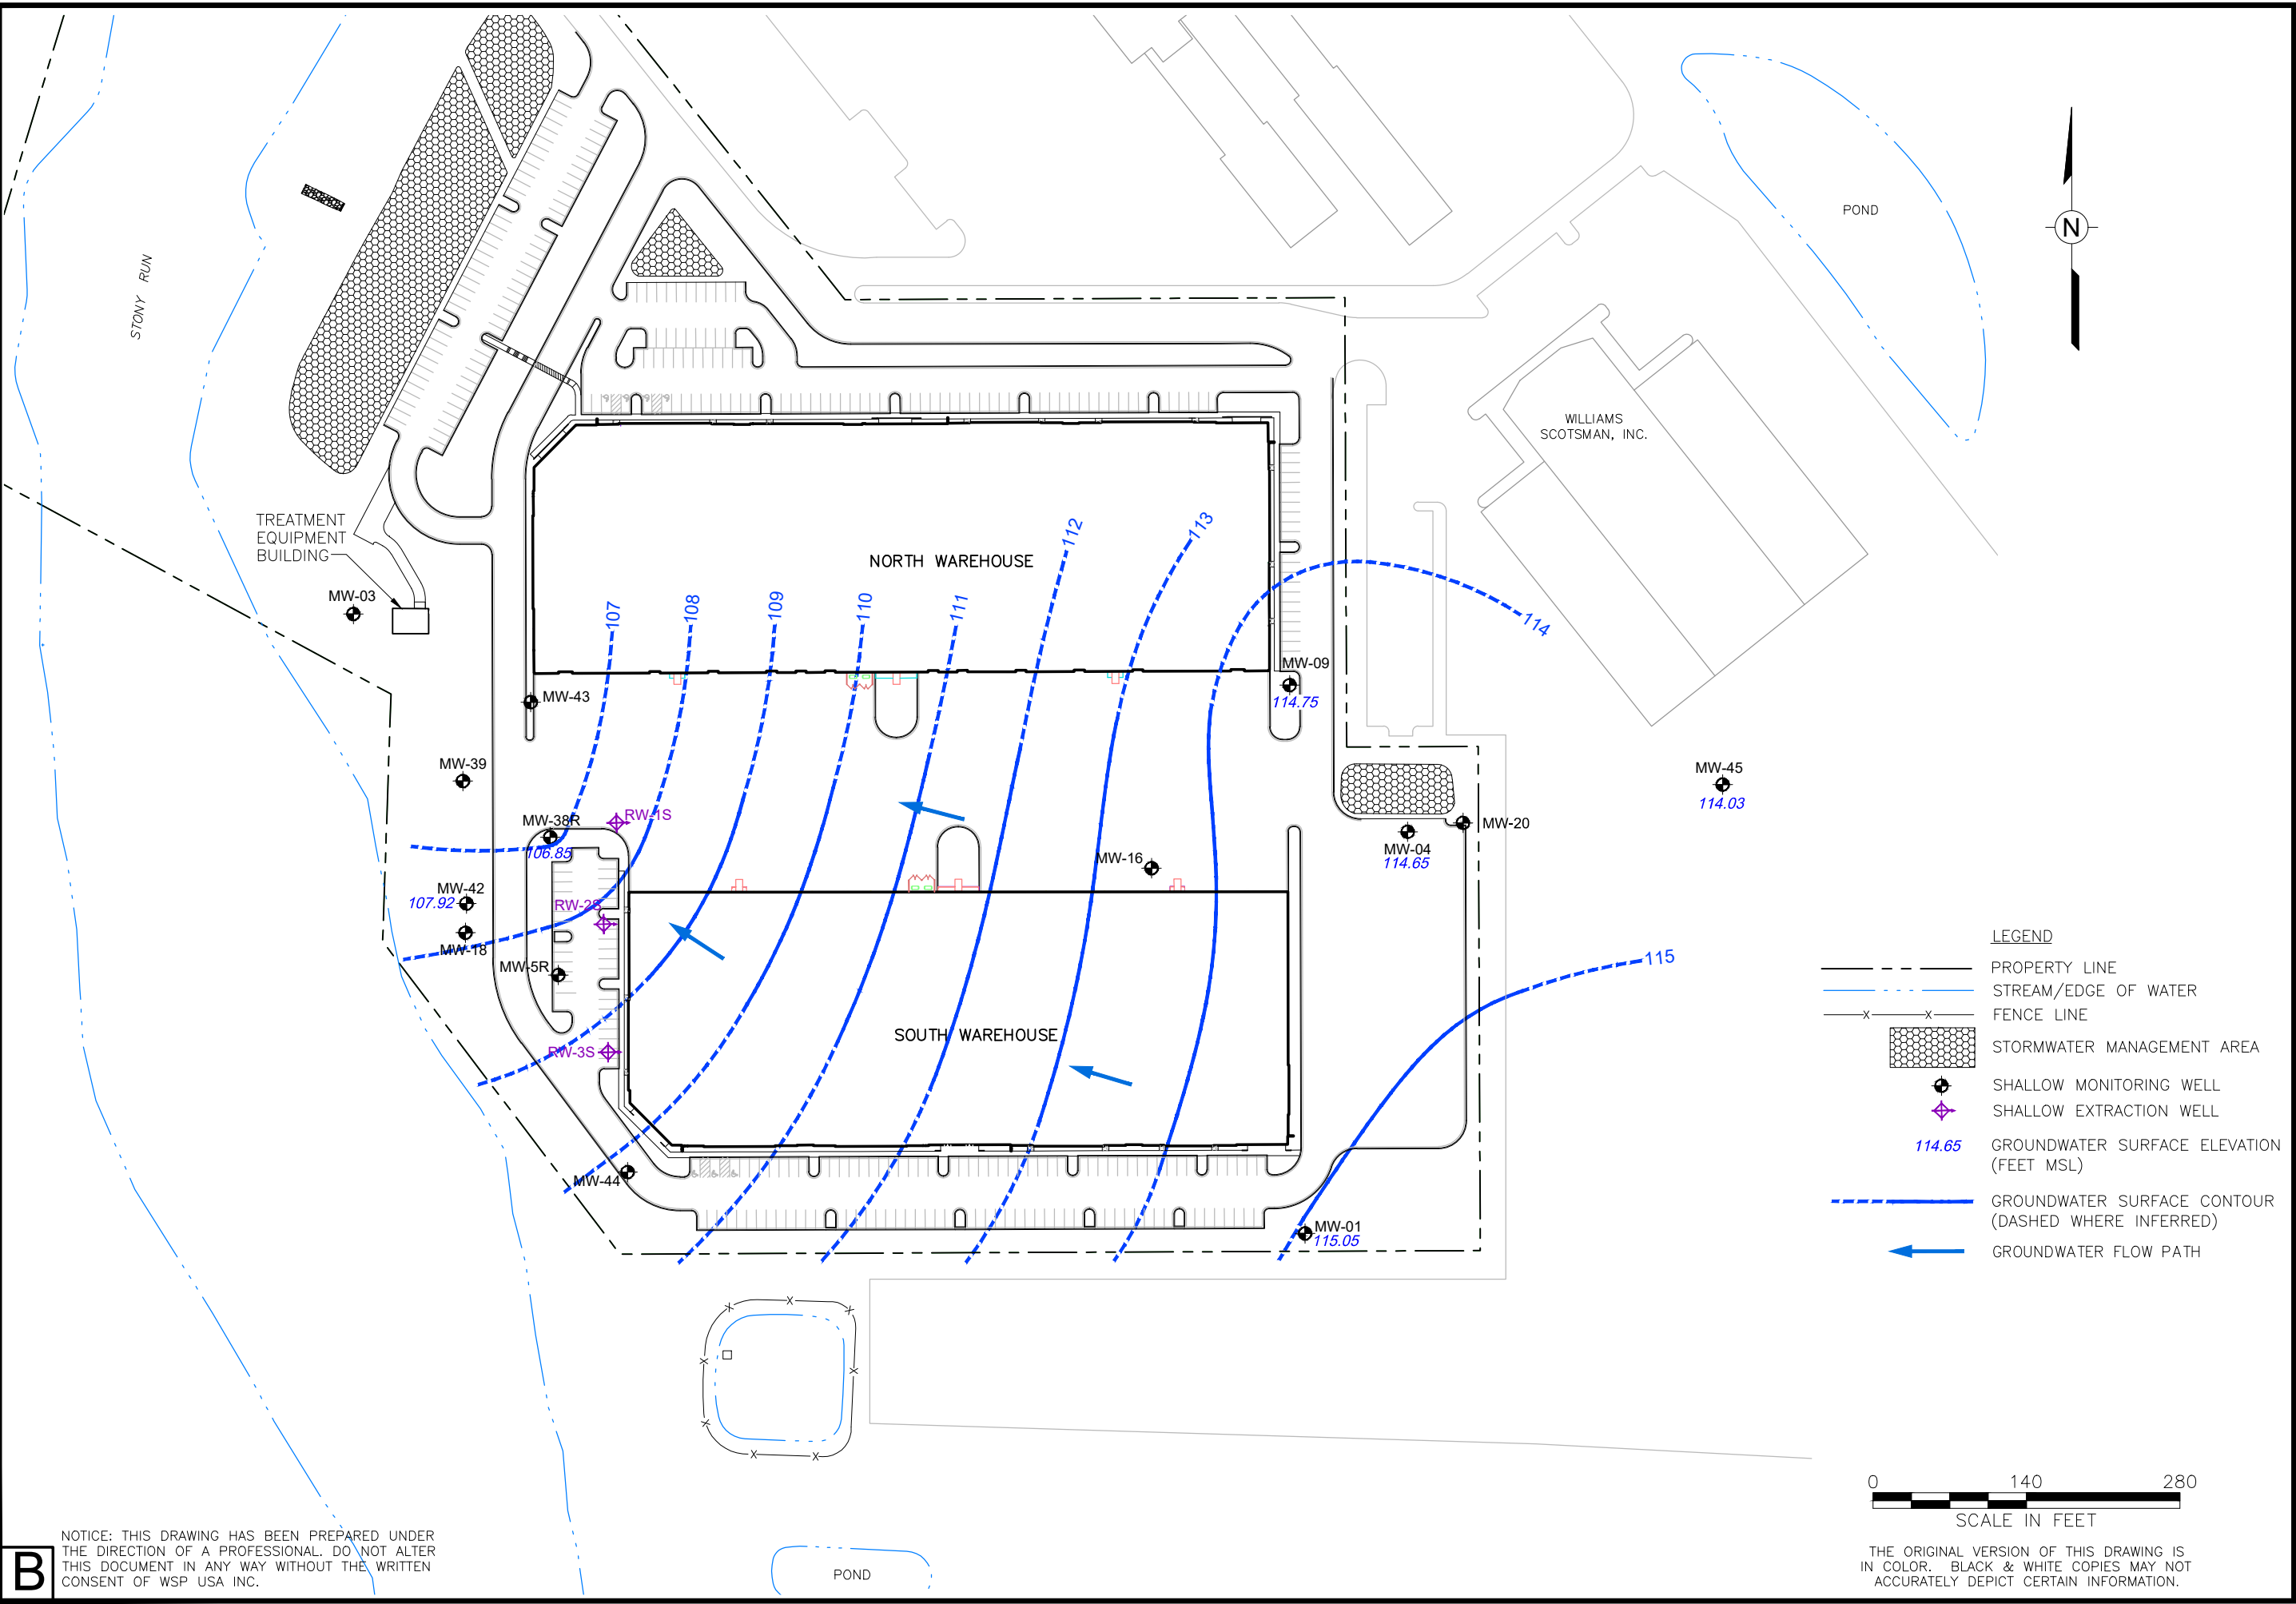 POND
N
STONY RUN
WILLIAMS
SCOTSMAN, INC.
TREATMENT
EQUIPMENT
BUILDING
NORTH WAREHOUSE
112
113
107
108
109
110
111
114
MW-03
MW-09
114.75
MW-43
MW-39
MW-45
114.03
RW-1S
MW-38R
106.85
MW-20
MW-04
114.65
MW-16
MW-42
107.92
RW-2S
MW-18
MW-5R
115
SOUTH WAREHOUSE
RW-3S
MW-44
MW-01
115.05
LEGEND
PROPERTY LINE
STREAM/EDGE OF WATER
X X FENCE LINE
STORMWATER MANAGEMENT AREA
SHALLOW MONITORING WELL
SHALLOW EXTRACTION WELL
114.65 GROUNDWATER SURFACE ELEVATION
(FEET MSL)
GROUNDWATER SURFACE CONTOUR
(DASHED WHERE INFERRED)
GROUNDWATER FLOW PATH
0 140 280
SCALE IN FEET
THE ORIGINAL VERSION OF THIS DRAWING IS
IN COLOR. BLACK & WHITE COPIES MAY NOT
ACCURATELY DEPICT CERTAIN INFORMATION.
POND
B
NOTICE: THIS DRAWING HAS BEEN PREPARED UNDER
THE DIRECTION OF A PROFESSIONAL. DO NOT ALTER
THIS DOCUMENT IN ANY WAY WITHOUT THE WRITTEN
CONSENT OF WSP USA INC.